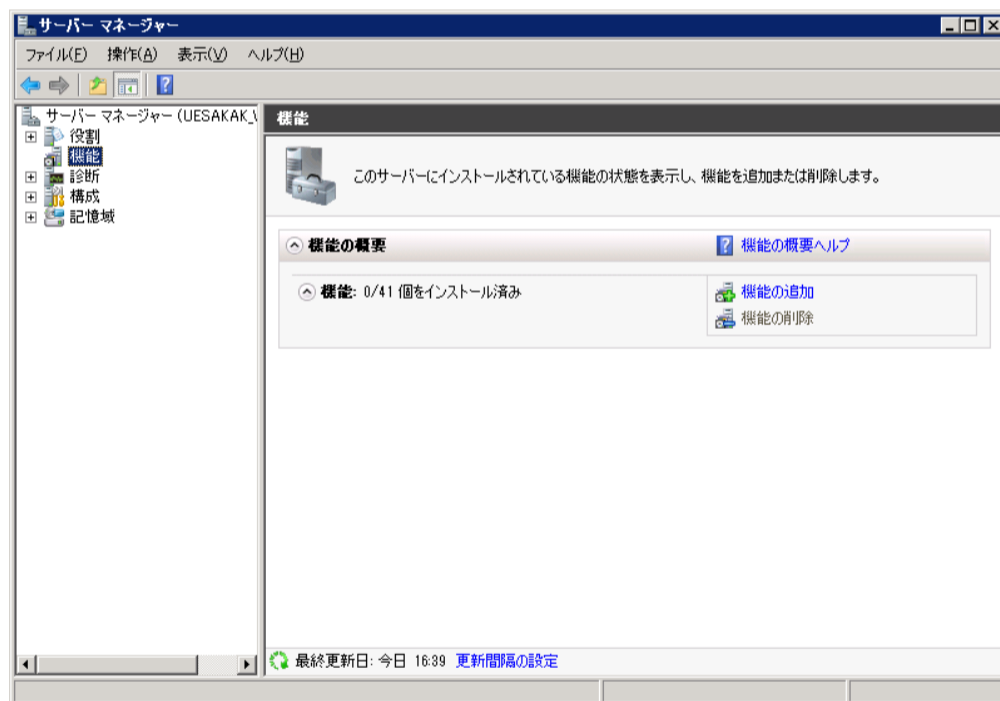 サーバー マネージャー
ファイル(F) 操作(A) 表示(V) ヘルプ(H)
サーバー マネージャー (UESAKAK_
役割
機能
診断
構成
記憶域
機能
このサーバーにインストールされている機能の状態を表示し、機能を追加または削除します。
機能の概要 機能の概要ヘルプ
機能: 0/41 個をインストール済み 機能の追加
機能の削除
最終更新日: 今日 16:39 更新間隔の設定